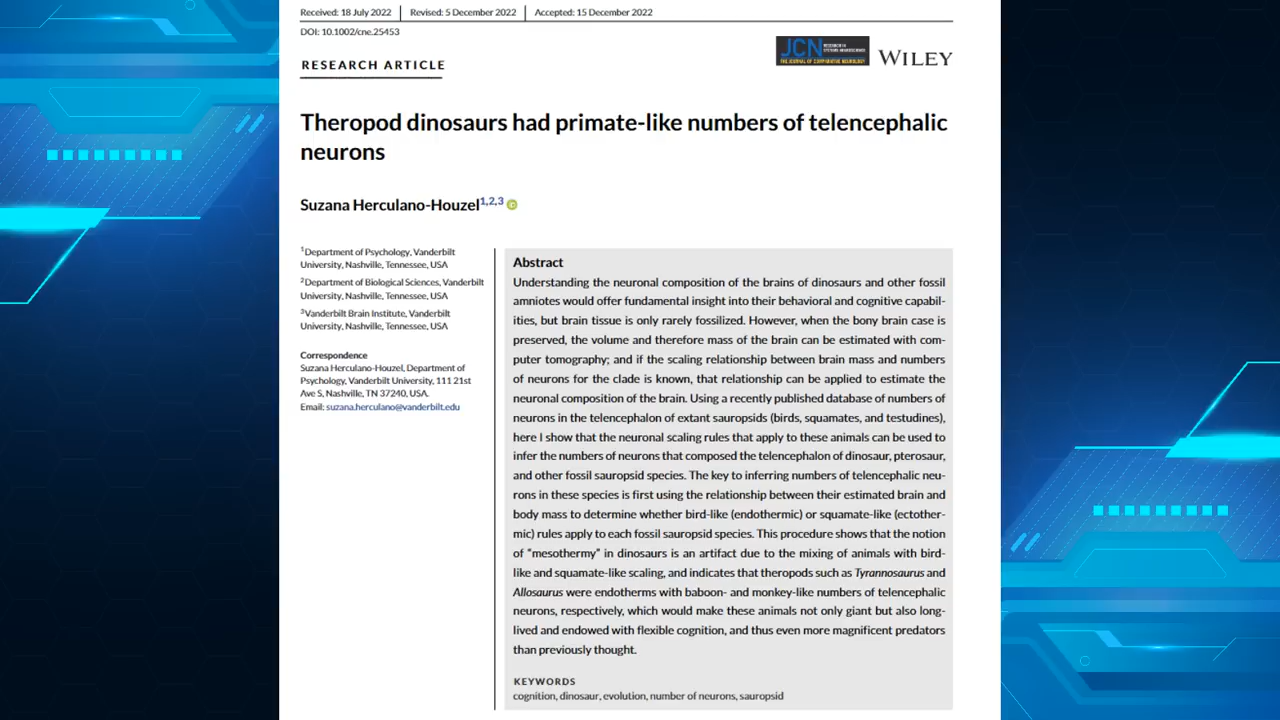 Received: 18 July 2022 | Revised: 5 December 2022 | Accepted: 15 December 2022
DOI: 10.1002/cne.25453
JCN RESEARCH IN SYSTEMS NEUROSCIENCE
THE JOURNAL OF COMPARATIVE NEUROLOGY
WILEY
RESEARCH ARTICLE
Theropod dinosaurs had primate-like numbers of telencephalic
neurons
Suzana Herculano-Houzel1,2,3
1Department of Psychology, Vanderbilt
University, Nashville, Tennessee, USA
2Department of Biological Sciences, Vanderbilt
University, Nashville, Tennessee, USA
3Vanderbilt Brain Institute, Vanderbilt
University, Nashville, Tennessee, USA
Correspondence
Suzana Herculano-Houzel, Department of
Psychology, Vanderbilt University, 111 21st
Ave S, Nashville, TN 37240, USA.
Email: suzana.herculano@vanderbilt.edu
Abstract
Understanding the neuronal composition of the brains of dinosaurs and other fossil
amniotes would offer fundamental insight into their behavioral and cognitive capabil-
ities, but brain tissue is only rarely fossilized. However, when the bony brain case is
preserved, the volume and therefore mass of the brain can be estimated with com-
puter tomography; and if the scaling relationship between brain mass and numbers
of neurons for the clade is known, that relationship can be applied to estimate the
neuronal composition of the brain. Using a recently published database of numbers of
neurons in the telencephalon of extant sauropsids (birds, squamates, and testudines),
here I show that the neuronal scaling rules that apply to these animals can be used to
infer the numbers of neurons that composed the telencephalon of dinosaur, pterosaur,
and other fossil sauropsid species. The key to inferring numbers of telencephalic neu-
rons in these species is first using the relationship between their estimated brain and
body mass to determine whether bird-like (endothermic) or squamate-like (ectother-
mic) rules apply to each fossil sauropsid species. This procedure shows that the notion
of “mesothermy” in dinosaurs is an artifact due to the mixing of animals with bird-
like and squamate-like scaling, and indicates that theropods such as Tyrannosaurus and
Allosaurus were endotherms with baboon- and monkey-like numbers of telencephalic
neurons, respectively, which would make these animals not only giant but also long-
lived and endowed with flexible cognition, and thus even more magnificent predators
than previously thought.
KEYWORDS
cognition, dinosaur, evolution, number of neurons, sauropsid